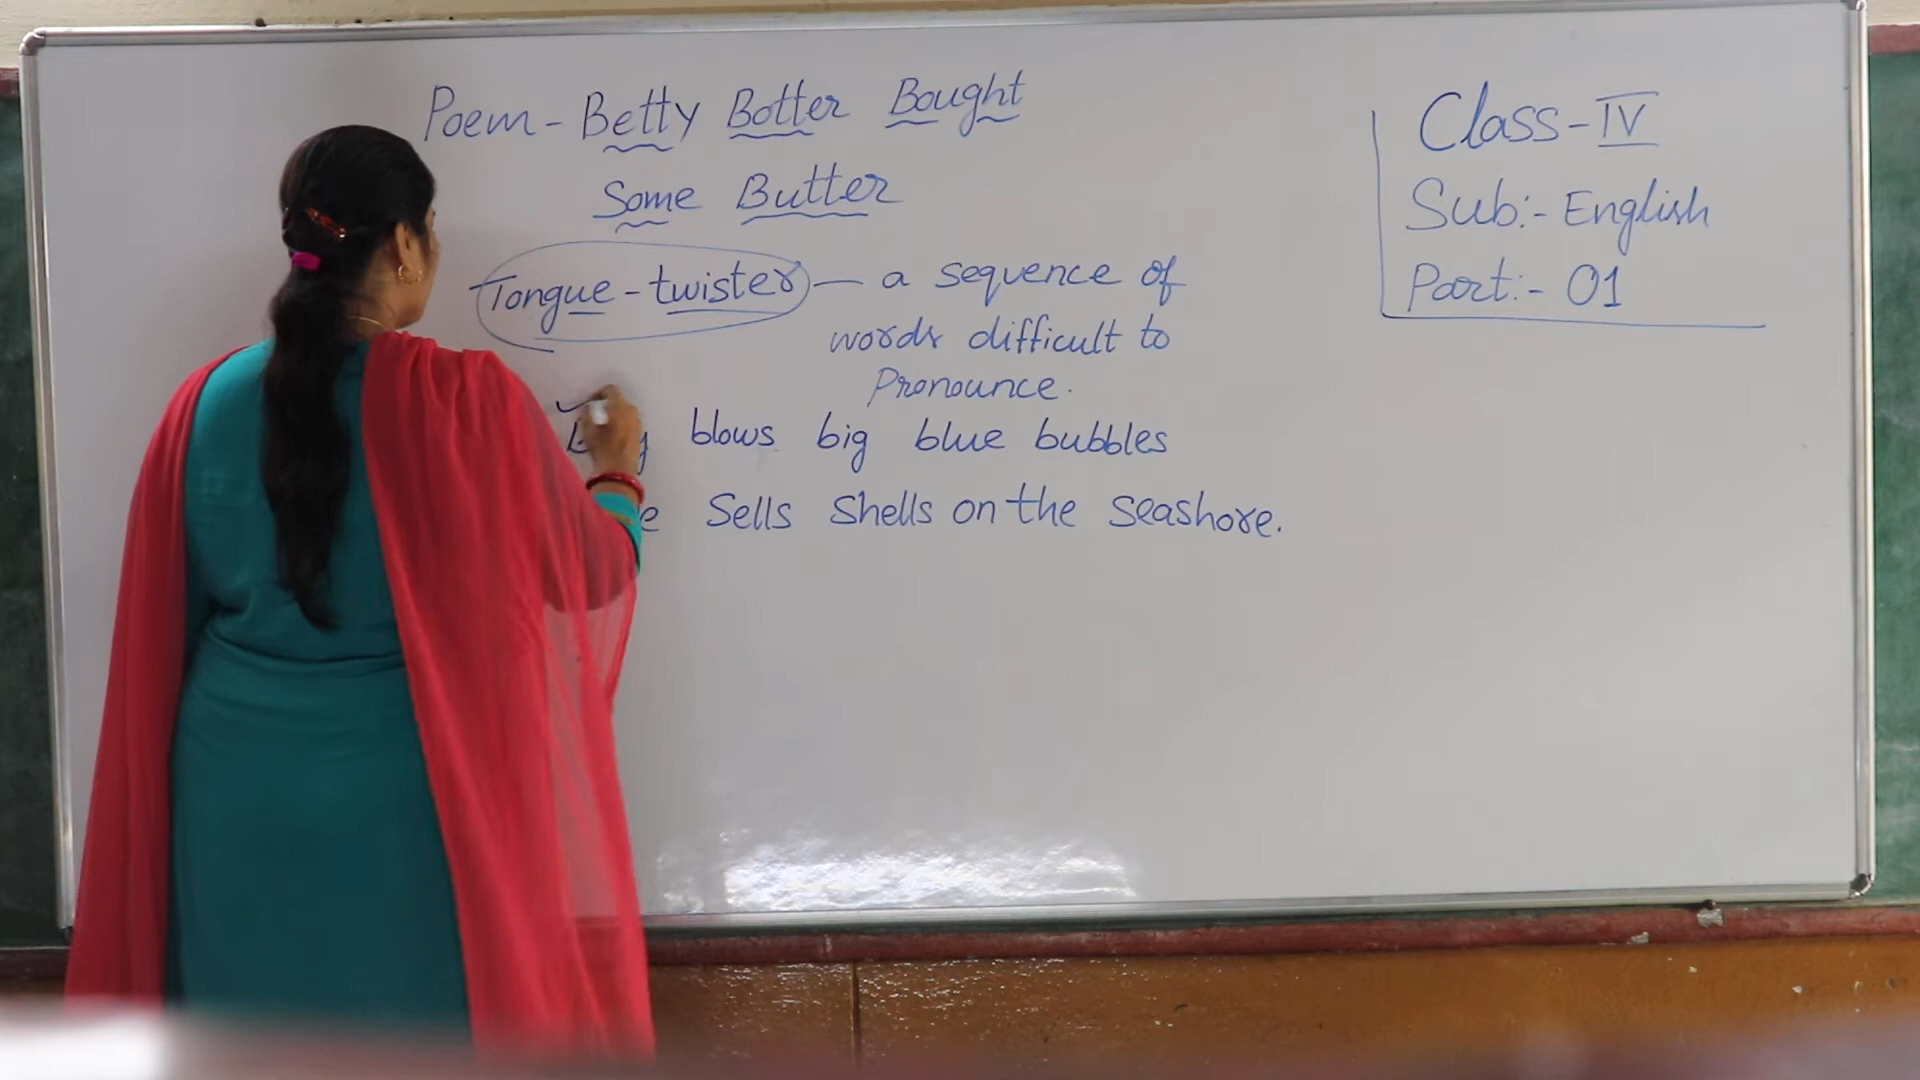 Poem - Betty Botter Bought
Some Butter
Tongue - twister — a sequence of
words difficult to
Pronounce.
blows big blue bubbles
Sells Shells on the seashore.
Class - IV
Sub:- English
Part:- 01